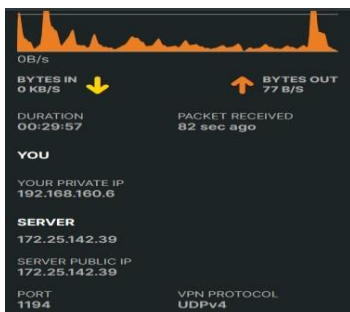 0B/s
BYTES IN
0 KB/S
BYTES OUT
77 B/S
DURATION
00:29:57
PACKET RECEIVED
82 sec ago
YOU
YOUR PRIVATE IP
192.168.160.6
SERVER
172.25.142.39
SERVER PUBLIC IP
172.25.142.39
PORT
1194
VPN PROTOCOL
UDPv4